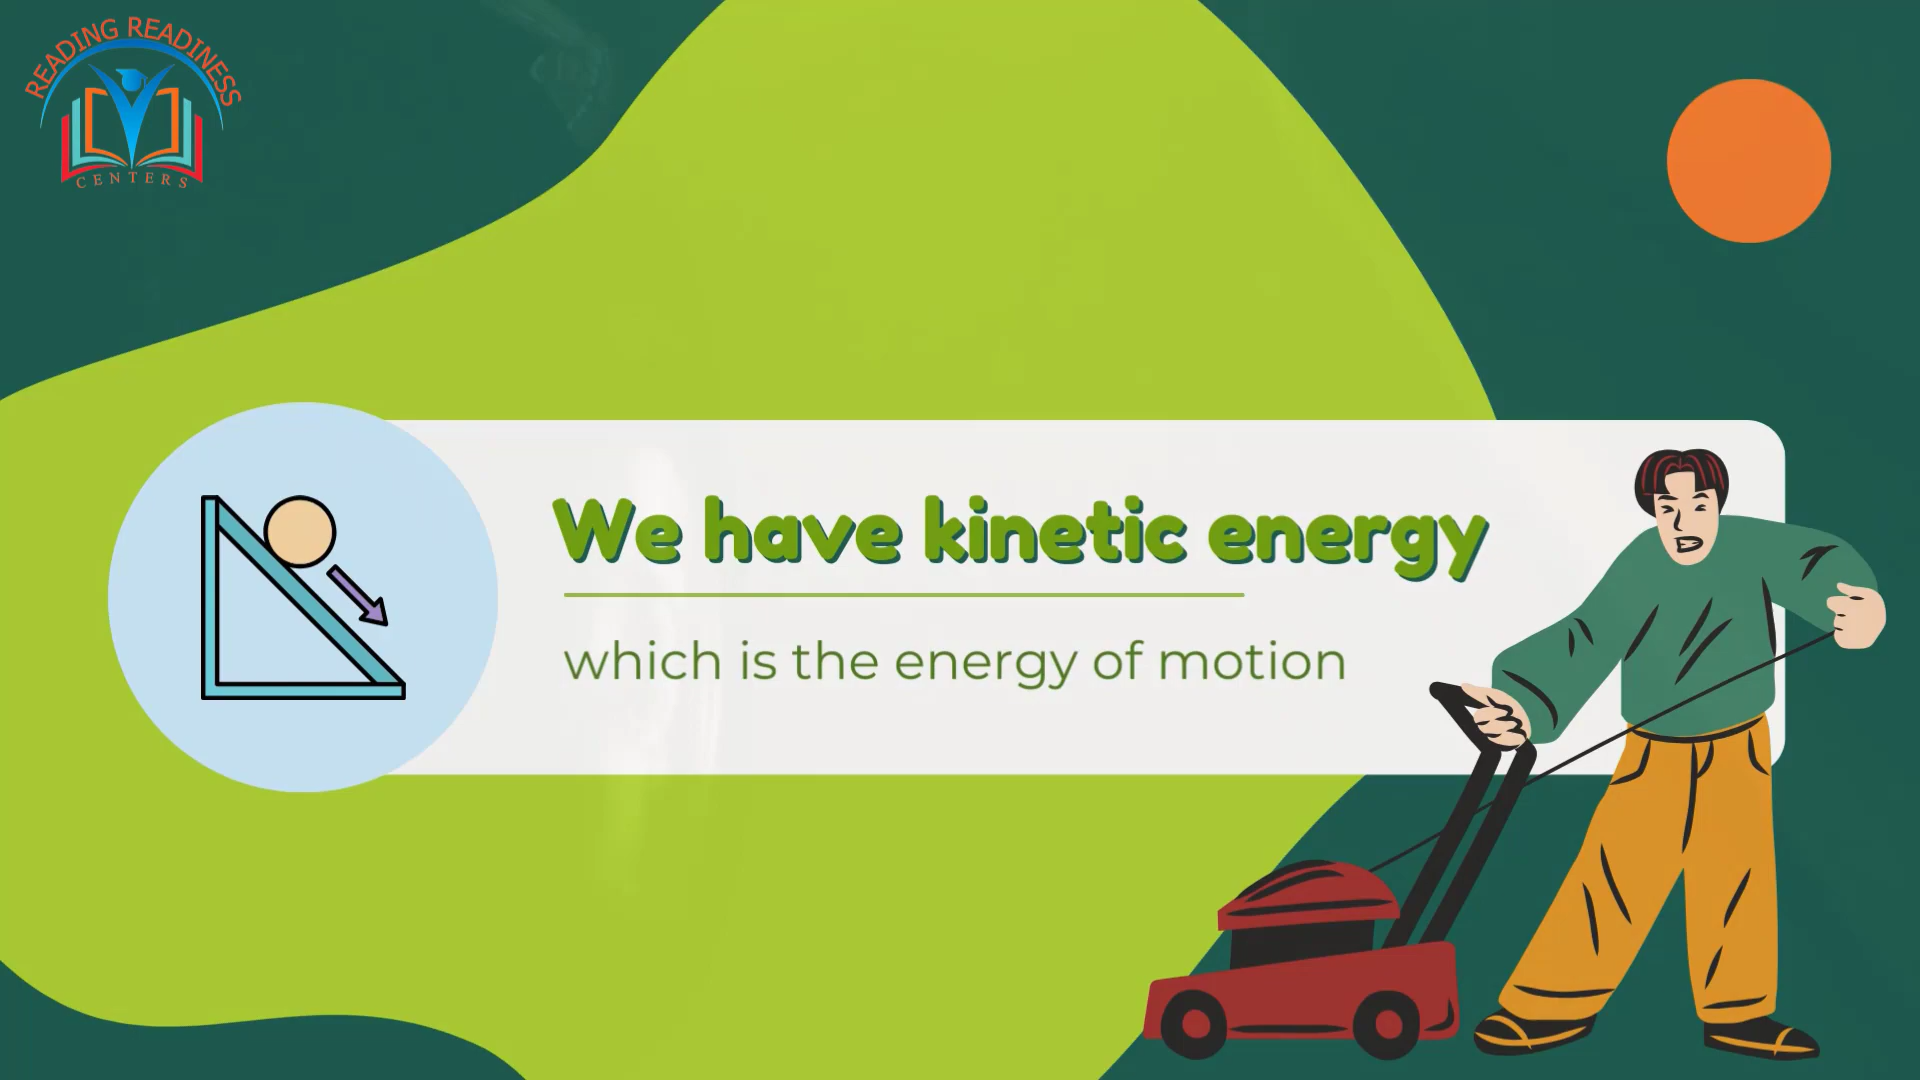 READING READINESS
CENTERS
We have kinetic energy
which is the energy of motion